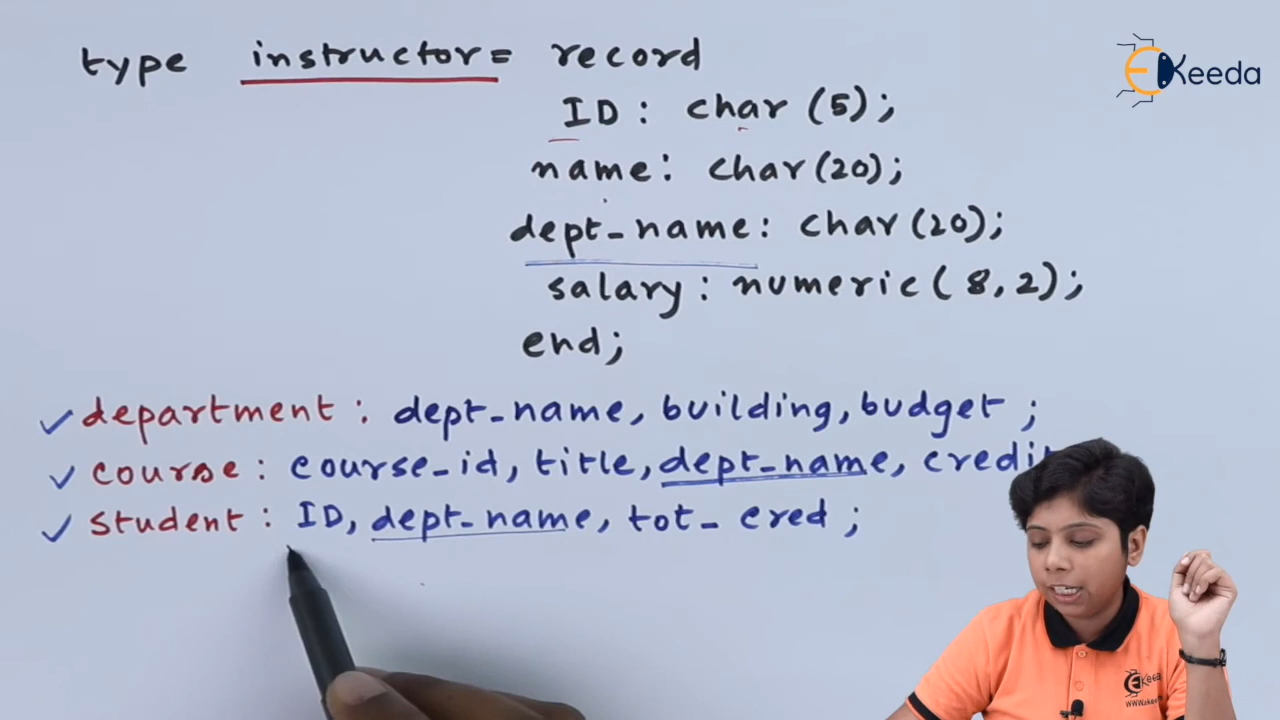 type instructor = record
Keeda
ID : char (5);
name : char (20);
dept_name : char (20);
salary : numeric ( 8,2);
end;
✓ department : dept_name, building, budget ;
✓ course : course_id, title, dept_name, credit
✓ student : ID, dept_name, tot_cred ;
Keeda